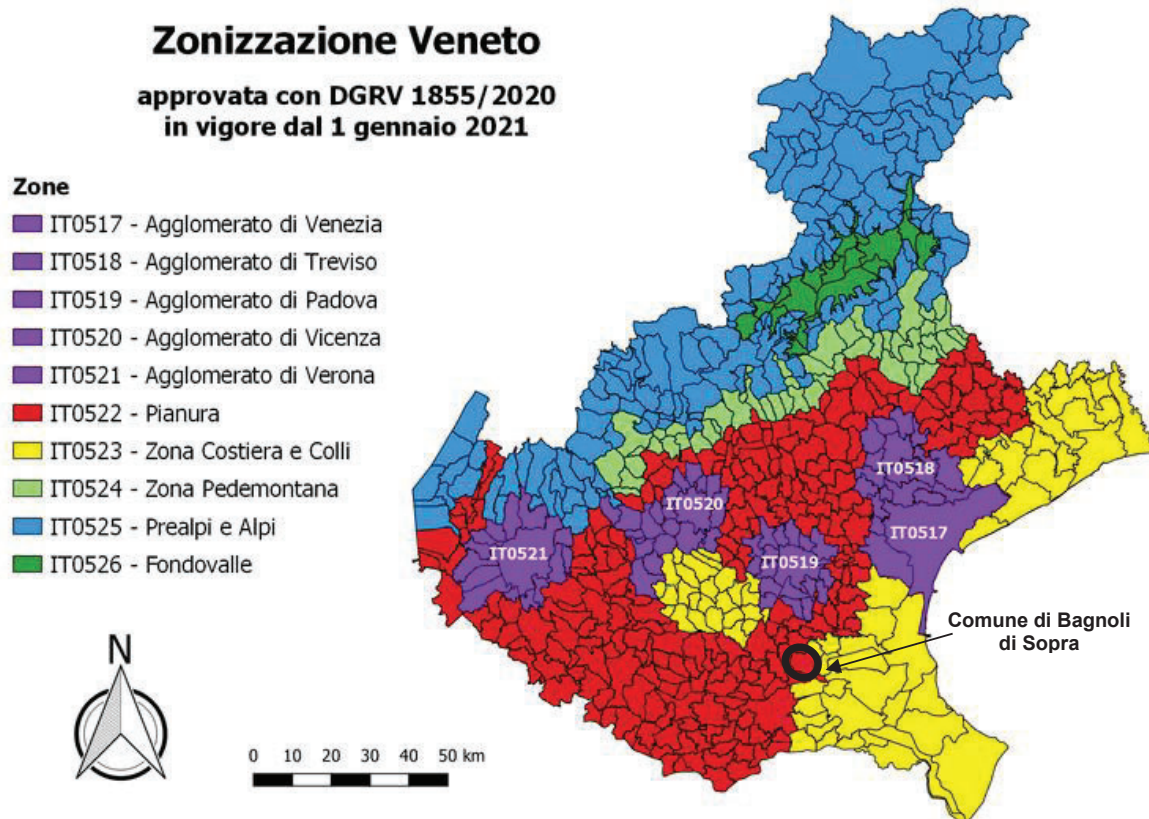 Zonizzazione Veneto
approvata con DGRV 1855/2020
in vigore dal 1 gennaio 2021
Zone
IT0517 - Agglomerato di Venezia
IT0518 - Agglomerato di Treviso
IT0519 - Agglomerato di Padova
IT0520 - Agglomerato di Vicenza
IT0521 - Agglomerato di Verona
IT0522 - Pianura
IT0523 - Zona Costiera e Colli
IT0524 - Zona Pedemontana
IT0525 - Prealpi e Alpi
IT0526 - Fondovalle
IT0518
IT0520
IT0517
IT0521
IT0519
Comune di Bagnoli
di Sopra
N
0 10 20 30 40 50 km